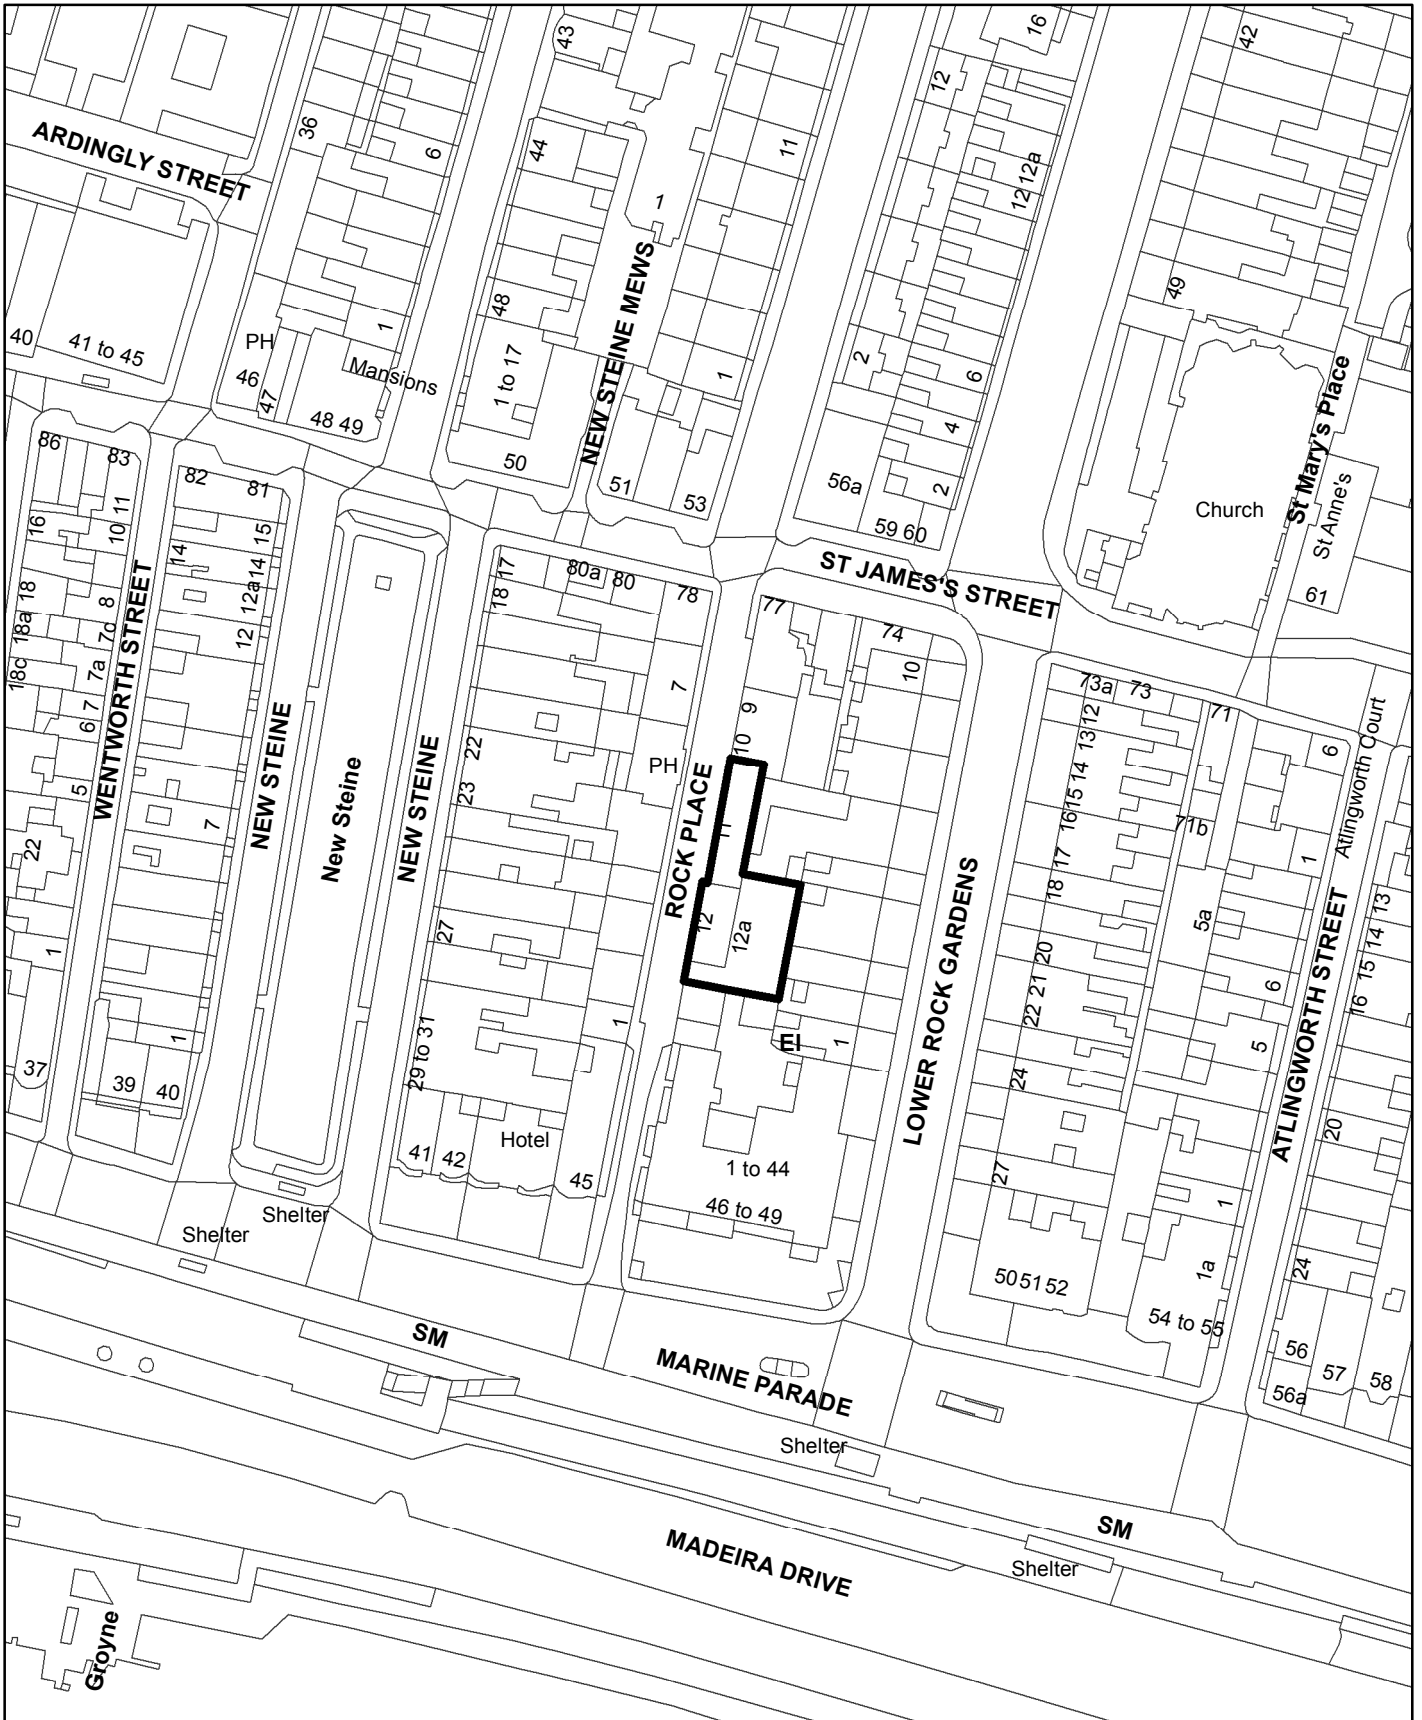 43
16
42
ARDINGLY STREET
36
6
44
11
12
12 12a
1
48
49
NEW STEINE MEWS
40
41 to 45
PH
1
Mansions
46
47
48 49
1 to 17
50
1
51
53
2
6
4
2
56a
59 60
Church
St Mary's Place
St Anne's
61
86
83
82
81
16
11
10
15
14
14
12a
12
18
8
18a
7c
7a
18c
7
6
5
22
1
37
39
40
1
7
WENTWORTH STREET
NEW STEINE
New Steine
NEW STEINE
17
18
80a
80
78
7
22
23
27
29 to 31
PH
ROCK PLACE
1
41
42
Hotel
45
ST JAMES'S STREET
77
74
10
9
10
11
12
12a
El
1
1 to 44
46 to 49
LOWER ROCK GARDENS
73a
73
71
12
13
14
15
16
17
18
20
21
22
24
27
71b
5a
6
1
6
5
1
1a
Atlingworth Court
ATLINGWORTH STREET
13
14
15
16
20
24
50 51 52
54 to 55
56
56a
57
58
Shelter
Shelter
SM
MARINE PARADE
Shelter
SM
MADEIRA DRIVE
Shelter
Groyne